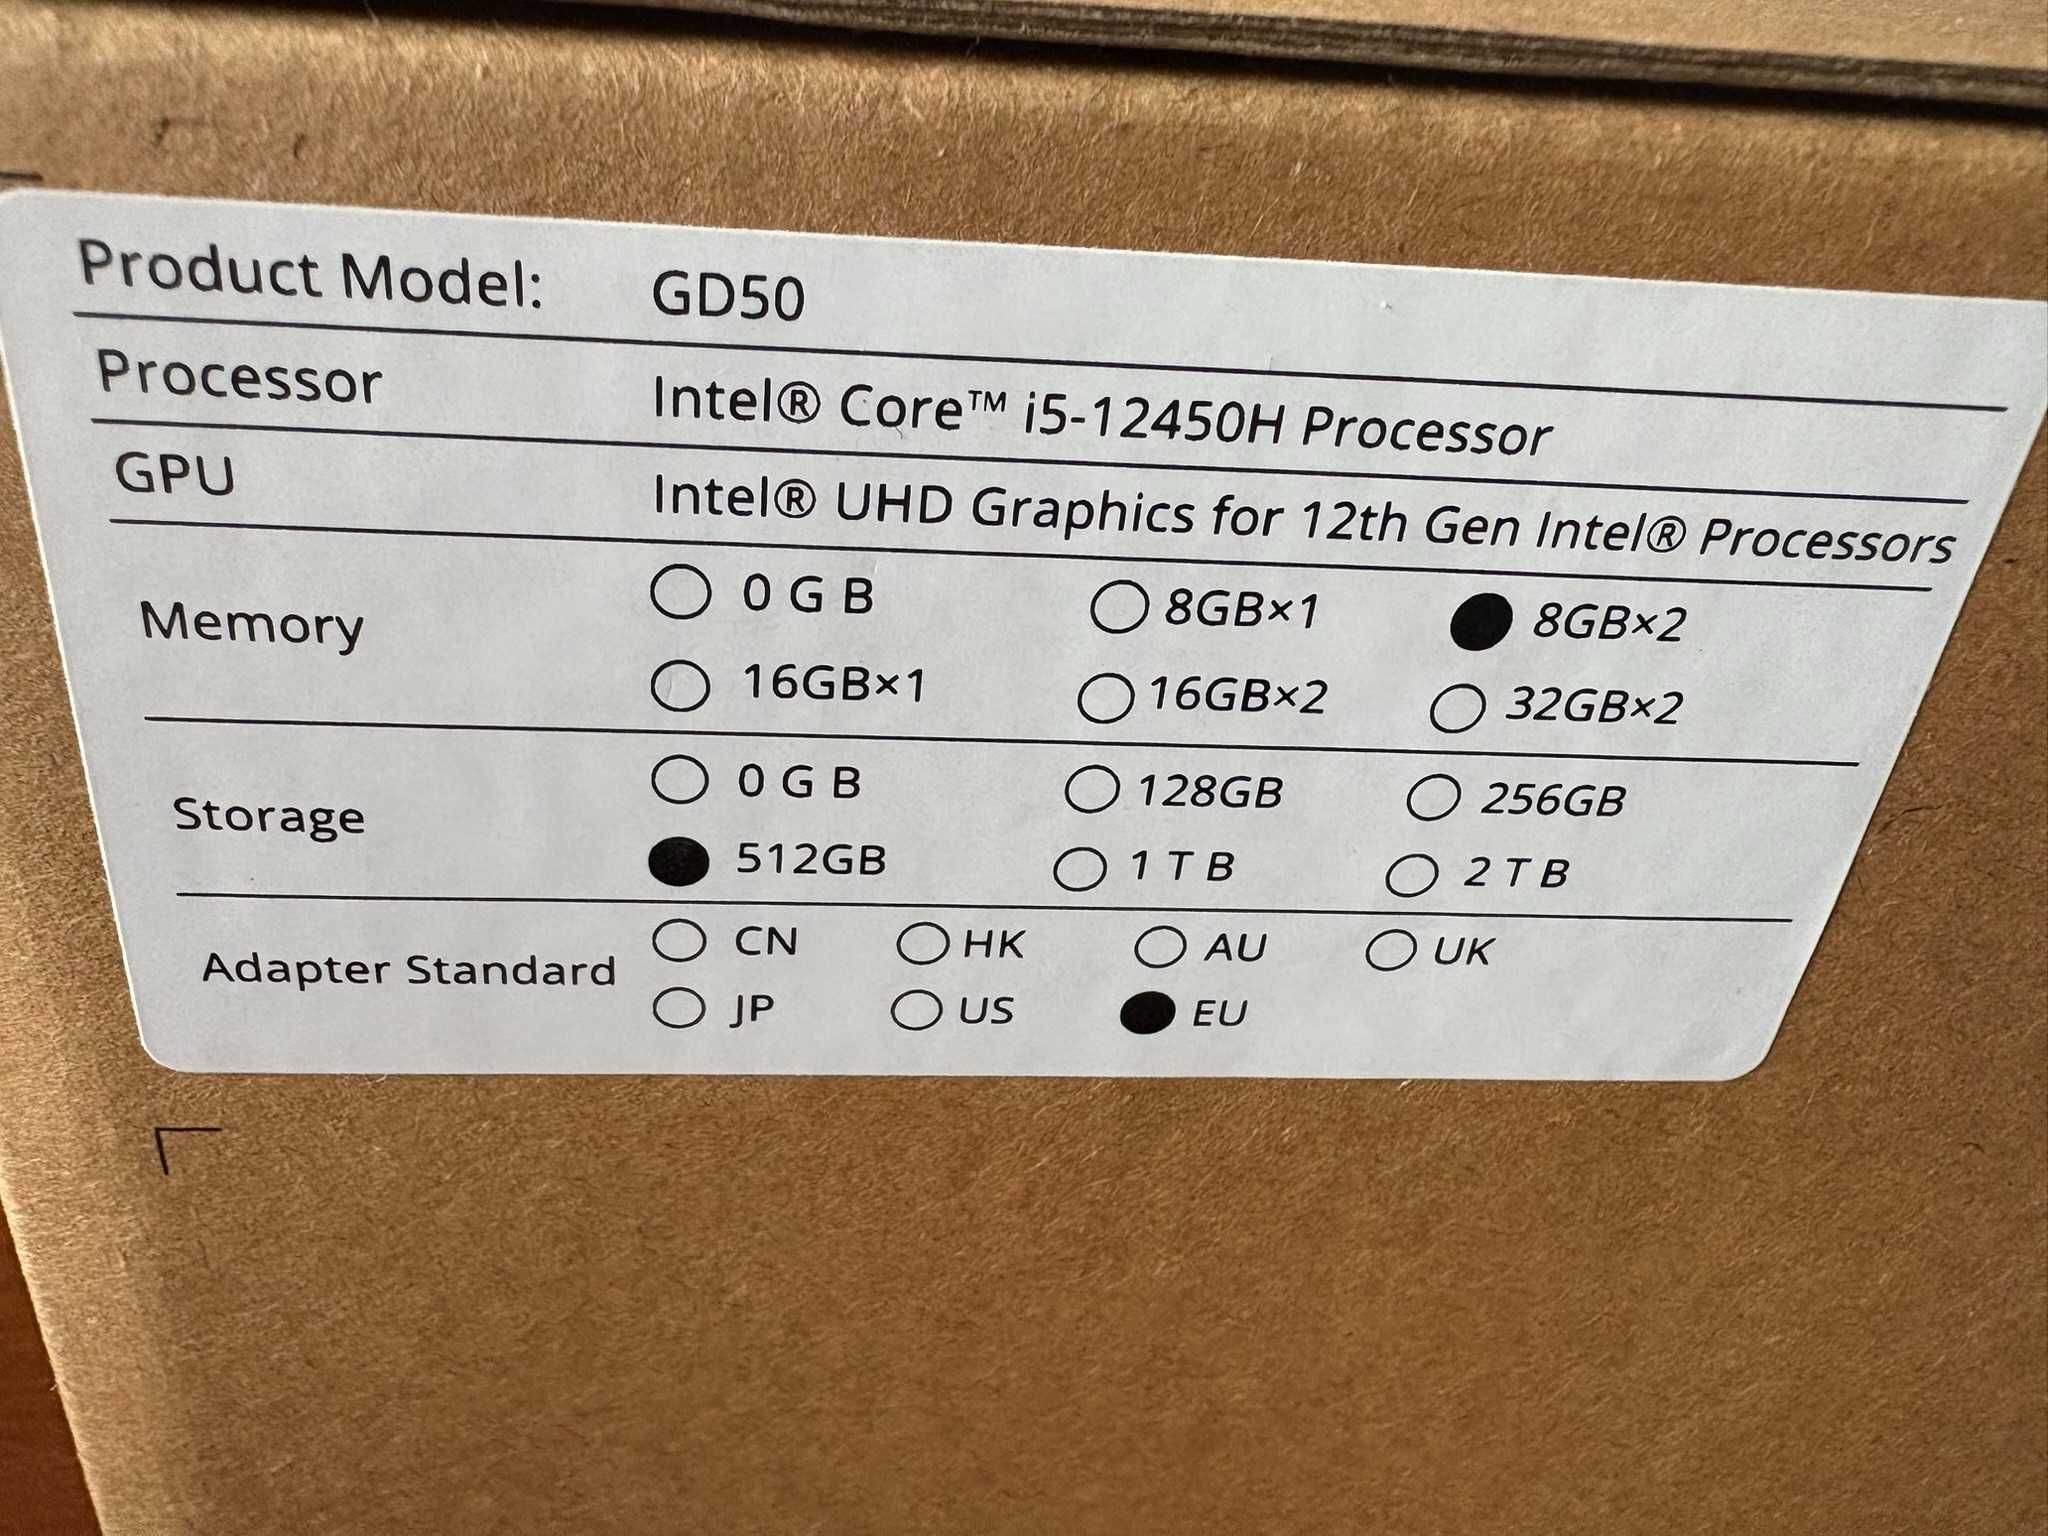 Product Model: GD50
Processor Intel® Core™ i5-12450H Processor
GPU Intel® UHD Graphics for 12th Gen Intel® Processors
Memory
0 G B 8GB×1 8GB×2
16GB×1 16GB×2 32GB×2
Storage
0 G B 128GB 256GB
512GB 1 T B 2 T B
Adapter Standard
CN HK AU UK
JP US EU